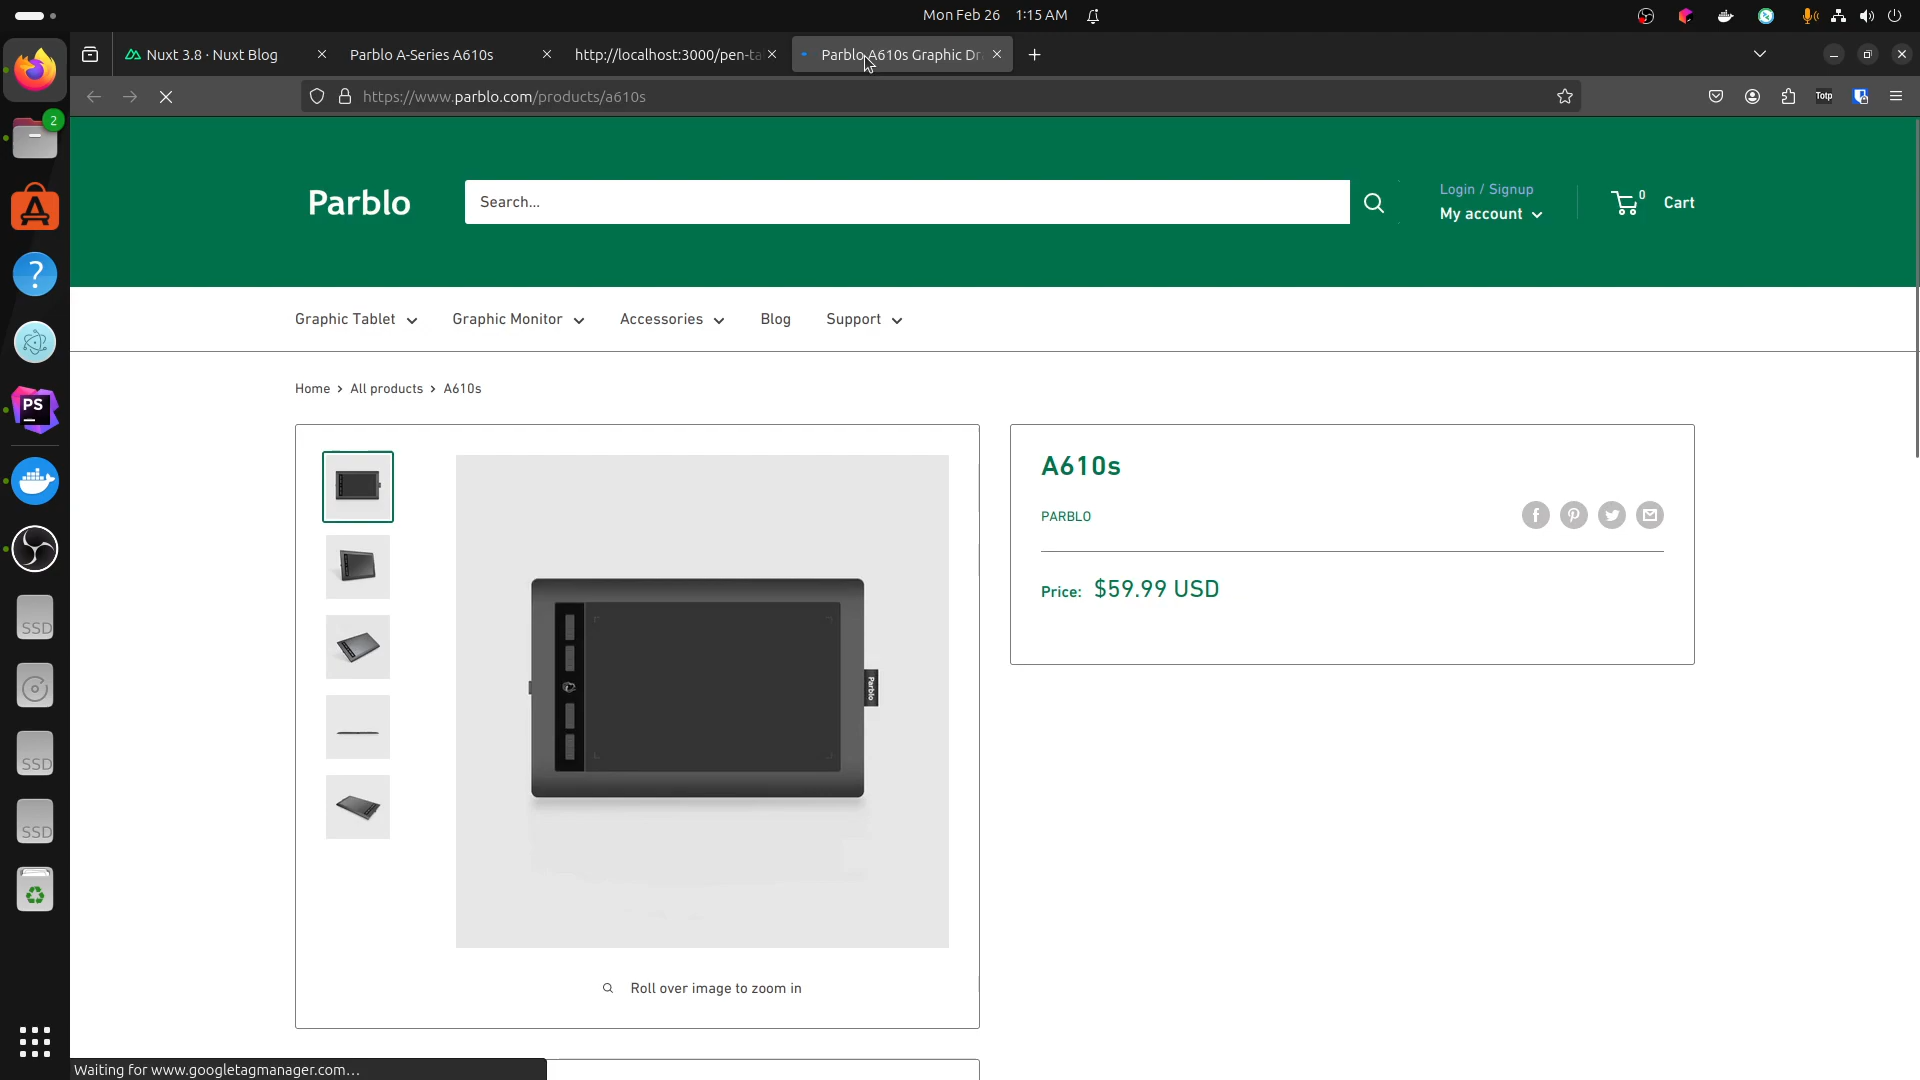 Mon Feb 26 1:15 AM
Nuxt 3.8 · Nuxt Blog
Parblo A-Series A610s
http://localhost:3000/pen-ta
Parblo A610s Graphic Dr
https://www.parblo.com/products/a610s
Totp
2
Parblo
Search...
Login / Signup
My account
0
Cart
Graphic Tablet
Graphic Monitor
Accessories
Blog
Support
Home
All products
A610s
A610s
PARBLO
Price: $59.99 USD
Parblo
Roll over image to zoom in
PS
SSD
SSD
SSD
Waiting for www.googletagmanager.com…